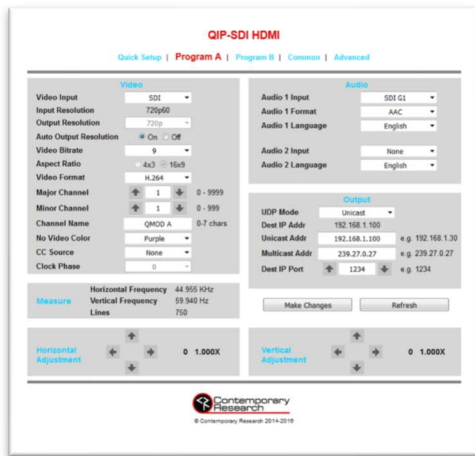 QIP-SDI HDMI
Quick Setup | Program A | Program B | Common | Advanced
Video
Video Input SDI
Input Resolution 720p60
Output Resolution 720p
Auto Output Resolution On Off
Video Bitrate 9
Aspect Ratio 4x3 16x9
Video Format H.264
Major Channel 1 0 - 9999
Minor Channel 1 0 - 999
Channel Name QMOD A 0-7 chars
No Video Color Purple
CC Source None
Clock Phase 0
Measure
Horizontal Frequency 44.955 KHz
Vertical Frequency 59.940 Hz
Lines 750
Horizontal Adjustment 0 1.000X
Audio
Audio 1 Input SDI G1
Audio 1 Format AAC
Audio 1 Language English
Audio 2 Input None
Audio 2 Language English
Output
UDP Mode Unicast
Dest IP Addr 192.168.1.100
Unicast Addr 192.168.1.100 e.g. 192.168.1.30
Multicast Addr 239.27.0.27 e.g. 239.27.0.27
Dest IP Port 1234 e.g. 1234
Make Changes Refresh
Vertical Adjustment 0 1.000X
Contemporary
Research
© Contemporary Research 2014-2016